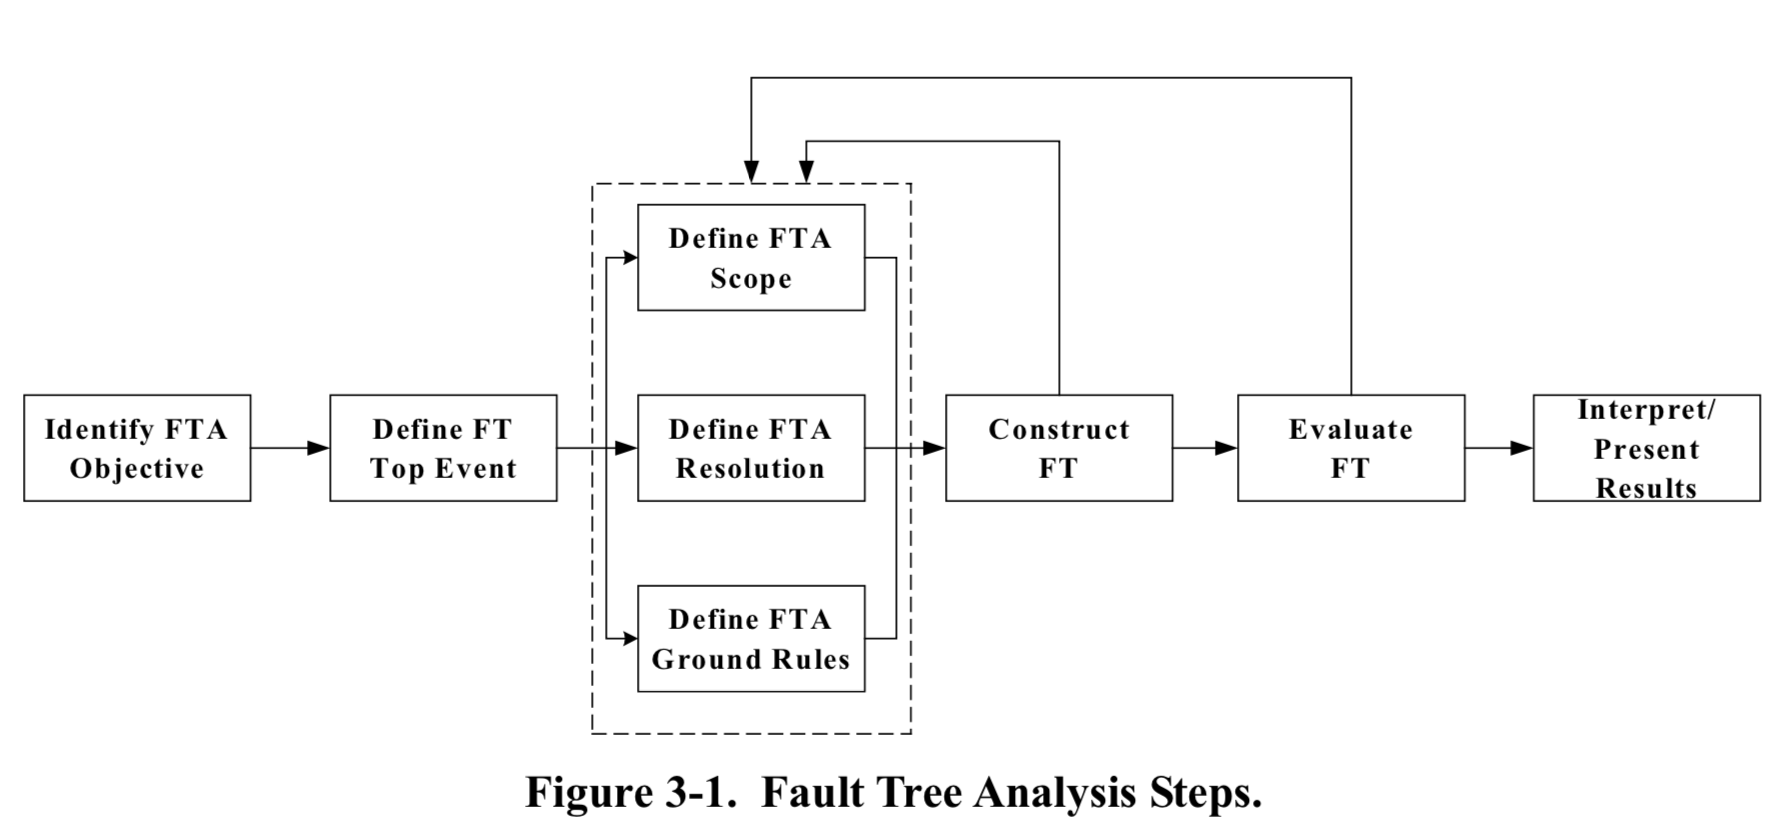 Define FTA
Scope
Identify FTA
Objective
Define FT
Top Event
Define FTA
Resolution
Construct
FT
Evaluate
FT
Interpret/
Present
Results
Define FTA
Ground Rules
Figure 3-1.  Fault Tree Analysis Steps.